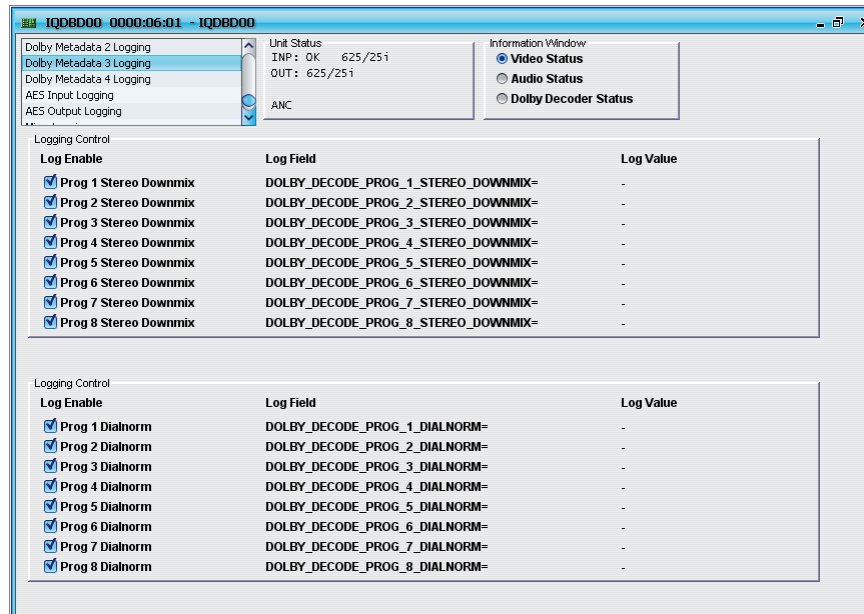 IQDBD00 0000:06:01 - IQDBD00
Dolby Metadata 2 Logging
Dolby Metadata 3 Logging
Dolby Metadata 4 Logging
AES Input Logging
AES Output Logging
Unit Status
INP: OK 625/25i
OUT: 625/25i
ANC
Information Window
Video Status
Audio Status
Dolby Decoder Status
Logging Control
Log Enable Log Field Log Value
Prog 1 Stereo Downmix DOLBY_DECODE_PROG_1_STEREO_DOWNMIX= -
Prog 2 Stereo Downmix DOLBY_DECODE_PROG_2_STEREO_DOWNMIX= -
Prog 3 Stereo Downmix DOLBY_DECODE_PROG_3_STEREO_DOWNMIX= -
Prog 4 Stereo Downmix DOLBY_DECODE_PROG_4_STEREO_DOWNMIX= -
Prog 5 Stereo Downmix DOLBY_DECODE_PROG_5_STEREO_DOWNMIX= -
Prog 6 Stereo Downmix DOLBY_DECODE_PROG_6_STEREO_DOWNMIX= -
Prog 7 Stereo Downmix DOLBY_DECODE_PROG_7_STEREO_DOWNMIX= -
Prog 8 Stereo Downmix DOLBY_DECODE_PROG_8_STEREO_DOWNMIX= -
Logging Control
Log Enable Log Field Log Value
Prog 1 Dialnorm DOLBY_DECODE_PROG_1_DIALNORM= -
Prog 2 Dialnorm DOLBY_DECODE_PROG_2_DIALNORM= -
Prog 3 Dialnorm DOLBY_DECODE_PROG_3_DIALNORM= -
Prog 4 Dialnorm DOLBY_DECODE_PROG_4_DIALNORM= -
Prog 5 Dialnorm DOLBY_DECODE_PROG_5_DIALNORM= -
Prog 6 Dialnorm DOLBY_DECODE_PROG_6_DIALNORM= -
Prog 7 Dialnorm DOLBY_DECODE_PROG_7_DIALNORM= -
Prog 8 Dialnorm DOLBY_DECODE_PROG_8_DIALNORM= -